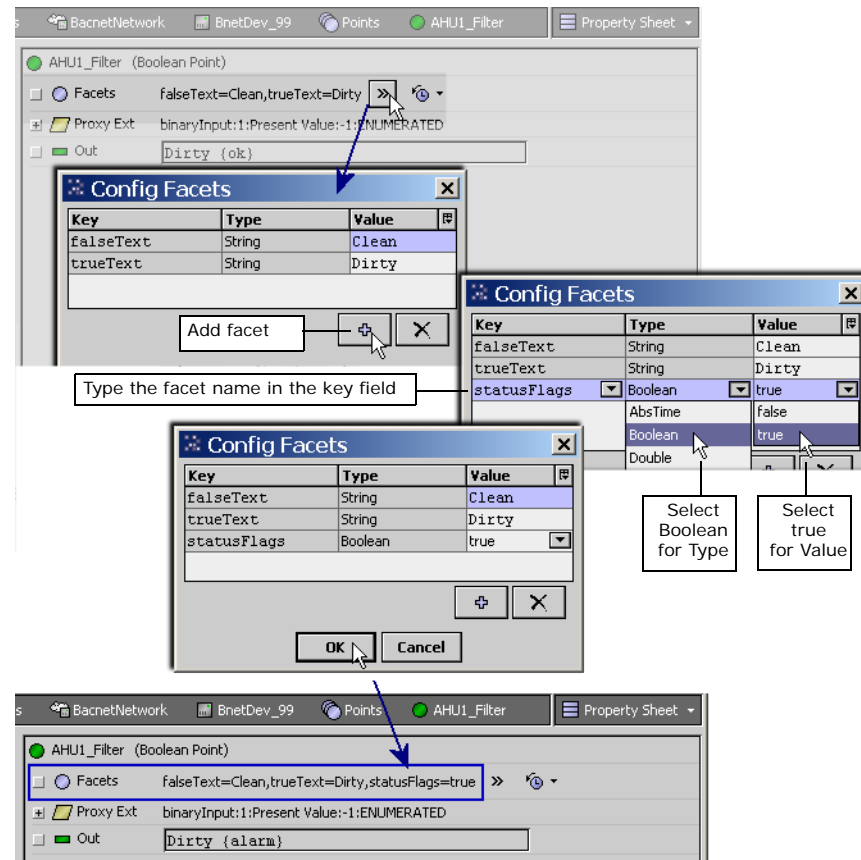 s BacnetNetwork BnetDev_99 Points AHU1_Filter Property Sheet
AHU1_Filter (Boolean Point)
Facets falseText=Clean,trueText=Dirty »
Proxy Ext binaryInput:1:Present Value:-1:ENUMERATED
Out Dirty {ok}
Config Facets
Key Type Value
falseText String Clean
trueText String Dirty
Add facet
Config Facets
Key Type Value
falseText String Clean
trueText String Dirty
statusFlags Boolean true
AbsTime false
Boolean true
Double
Type the facet name in the key field
Select
Boolean
for Type
Select
true
for Value
Config Facets
Key Type Value
falseText String Clean
trueText String Dirty
statusFlags Boolean true
OK Cancel
s BacnetNetwork BnetDev_99 Points AHU1_Filter Property Sheet
AHU1_Filter (Boolean Point)
Facets falseText=Clean,trueText=Dirty,statusFlags=true »
Proxy Ext binaryInput:1:Present Value:-1:ENUMERATED
Out Dirty {alarm}